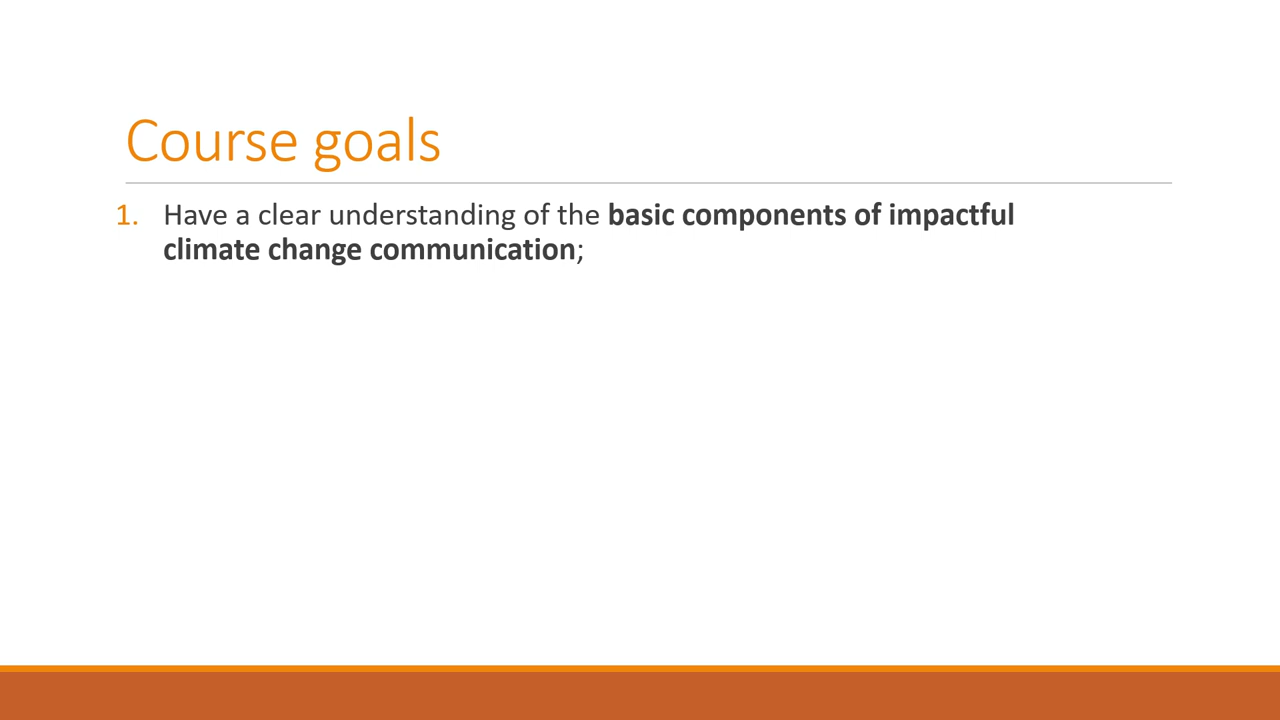 Course goals
1. Have a clear understanding of the basic components of impactful
climate change communication;